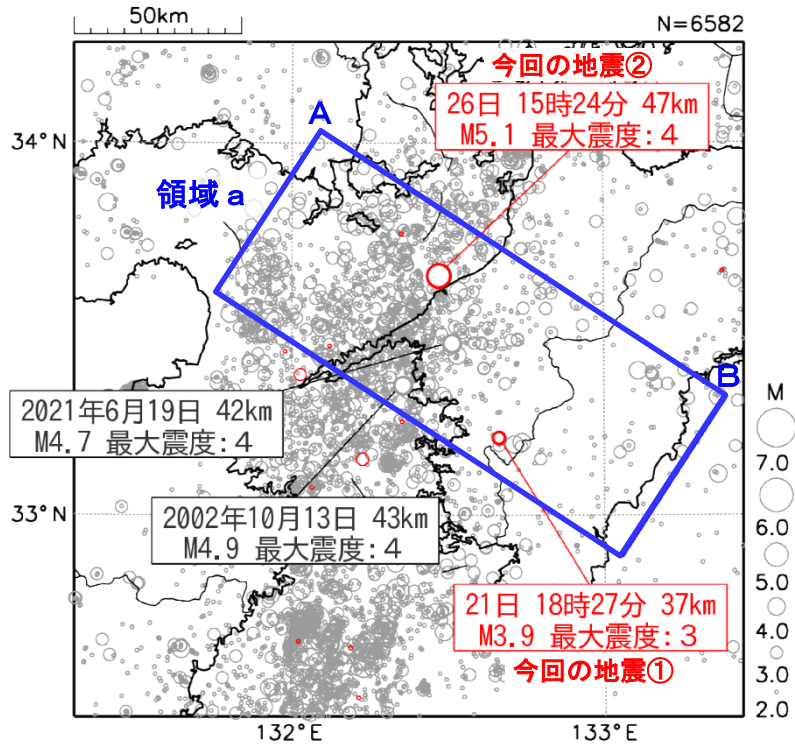 50km
N=6582
今回の地震②
26日 15時24分 47km
M5.1 最大震度:4
A
34°N
領域a
B
2021年6月19日 42km
M4.7 最大震度:4
2002年10月13日 43km
M4.9 最大震度:4
33°N
21日 18時27分 37km
M3.9 最大震度:3
今回の地震①
M
7.0
6.0
5.0
4.0
3.0
2.0
132°E
133°E